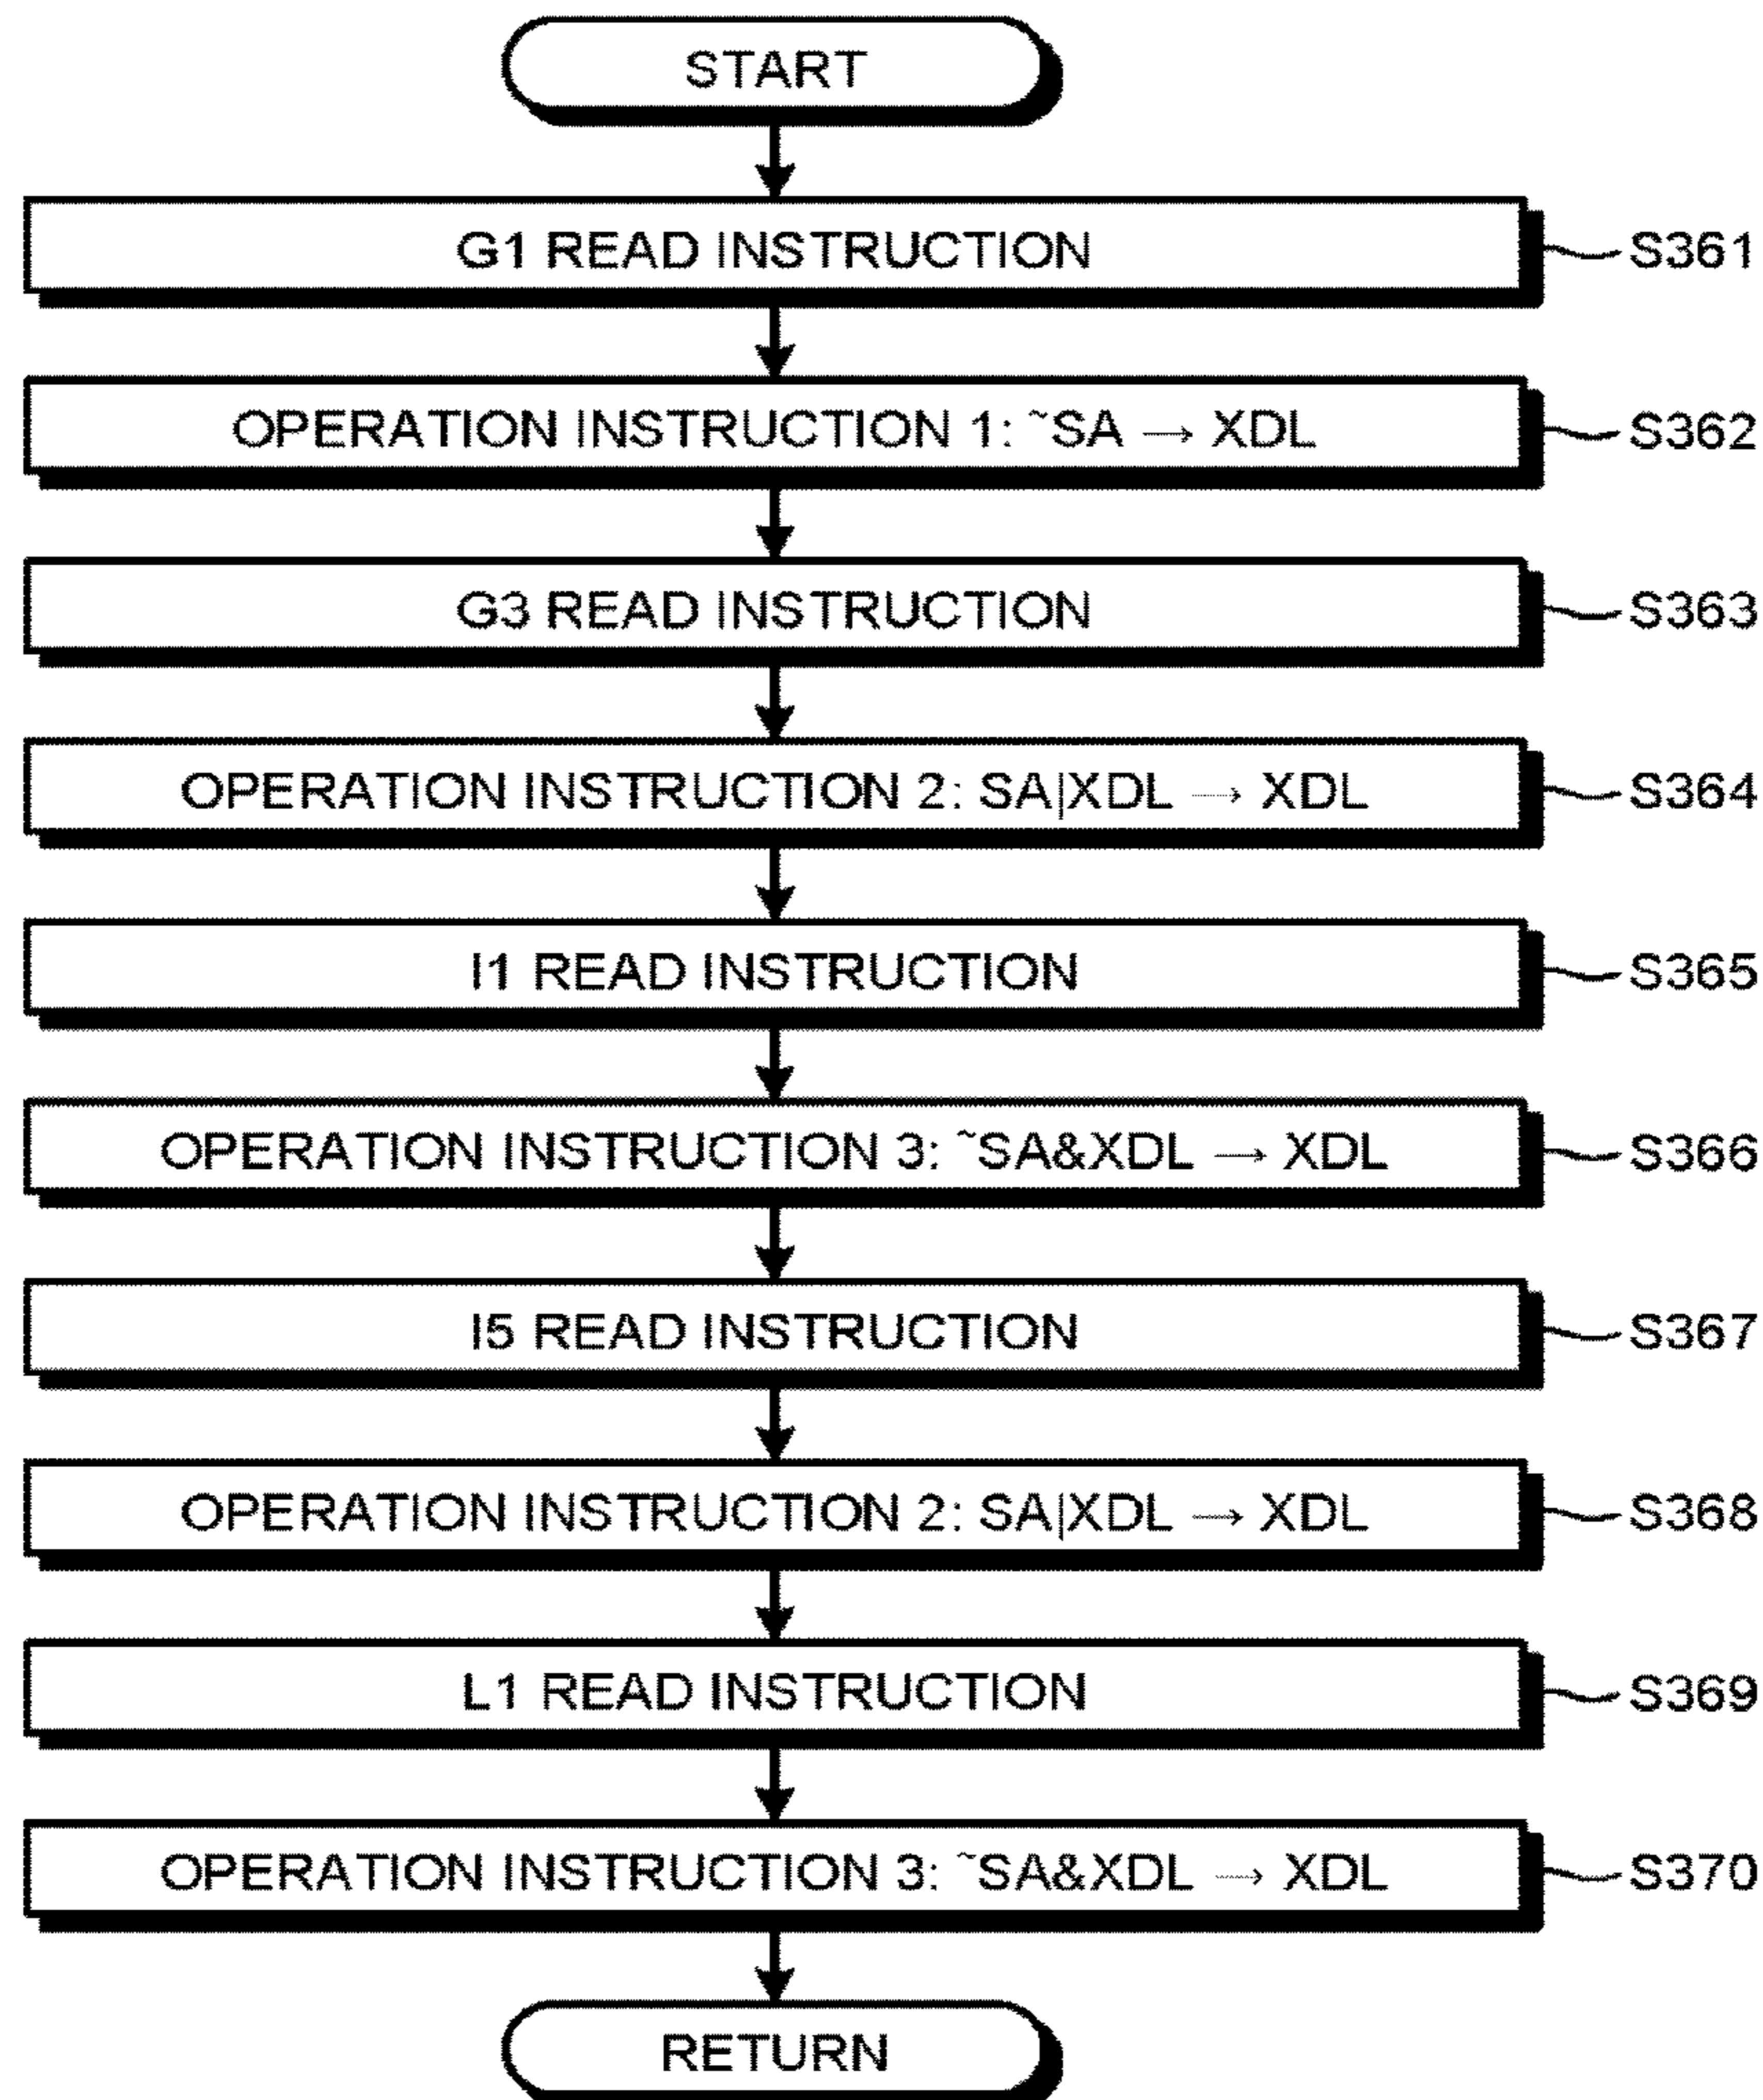 START
G1 READ INSTRUCTION
S361
OPERATION INSTRUCTION 1: ~SA → XDL
S362
G3 READ INSTRUCTION
S363
OPERATION INSTRUCTION 2: SA|XDL → XDL
S364
I1 READ INSTRUCTION
S365
OPERATION INSTRUCTION 3: ~SA&XDL → XDL
S366
I5 READ INSTRUCTION
S367
OPERATION INSTRUCTION 2: SA|XDL → XDL
S368
L1 READ INSTRUCTION
S369
OPERATION INSTRUCTION 3: ~SA&XDL → XDL
S370
RETURN